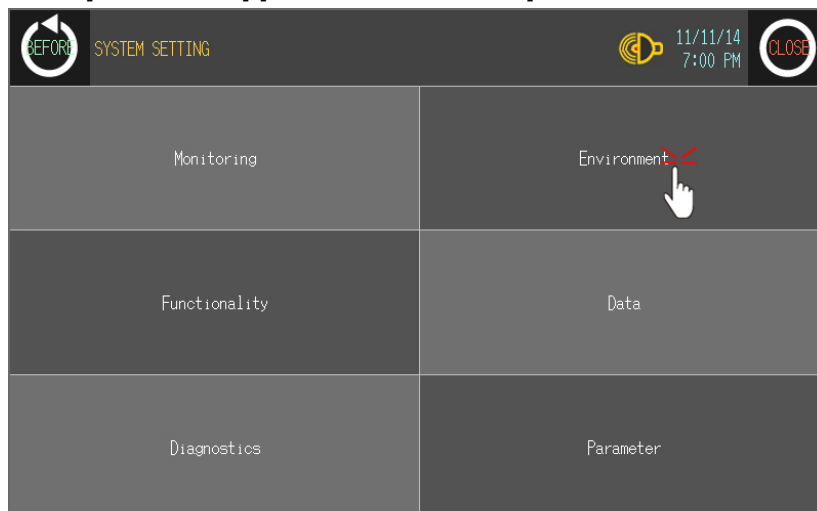 BEFORE
SYSTEM SETTING
11/11/14
7:00 PM
CLOSE
Monitoring
Environment
Functionality
Data
Diagnostics
Parameter